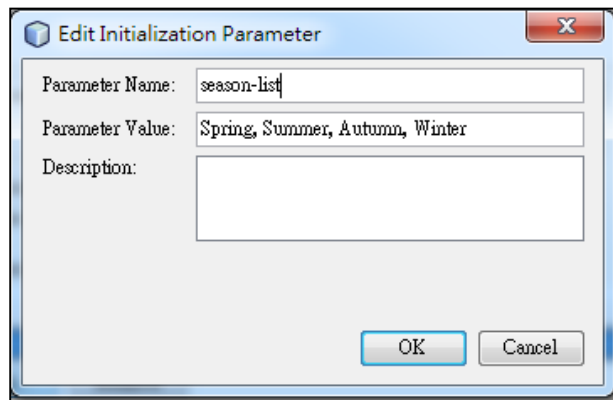 Edit Initialization Parameter
Parameter Name: season-list
Parameter Value: Spring, Summer, Autumn, Winter
Description:
OK Cancel